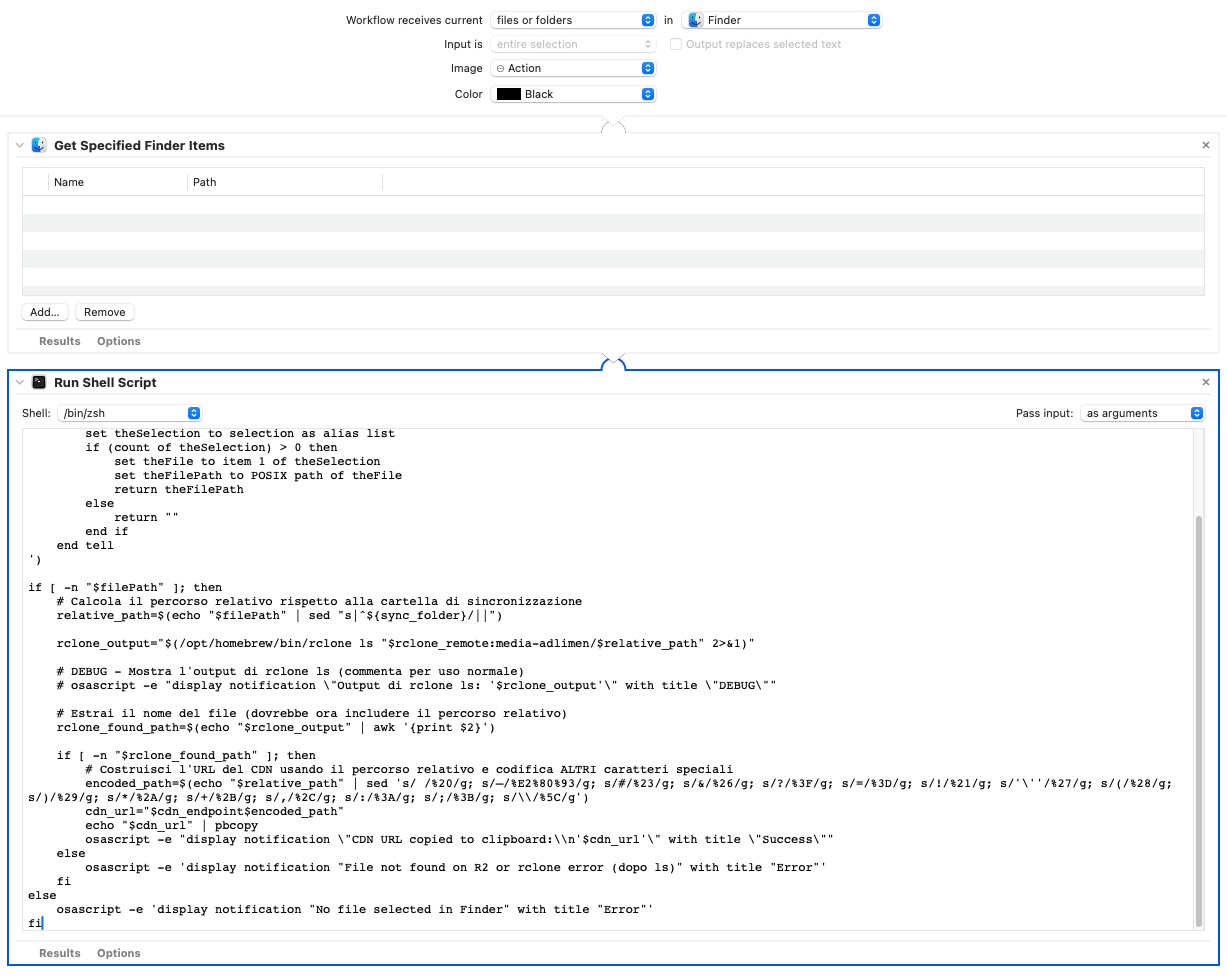 Workflow receives current files or folders in Finder
Input is entire selection Output replaces selected text
Image Action
Color Black
Get Specified Finder Items
Name Path
Add... Remove
Results Options
Run Shell Script
Shell: /bin/zsh Pass input: as arguments
        set theSelection to selection as alias list
        if (count of theSelection) > 0 then
            set theFile to item 1 of theSelection
            set theFilePath to POSIX path of theFile
            return theFilePath
        else
            return ""
        end if
    end tell
')
if [ -n "$filePath" ]; then
    # Calcola il percorso relativo rispetto alla cartella di sincronizzazione
    relative_path=$(echo "$filePath" | sed "s|^${sync_folder}/||")
    rclone_output="$(/opt/homebrew/bin/rclone ls "$rclone_remote:media-adlimen/$relative_path" 2>&1)"
    # DEBUG - Mostra l'output di rclone ls (commenta per uso normale)
    # osascript -e "display notification \"Output di rclone ls: '$rclone_output'\" with title \"DEBUG\""
    # Estrai il nome del file (dovrebbe ora includere il percorso relativo)
    rclone_found_path=$(echo "$rclone_output" | awk '{print $2}')
    if [ -n "$rclone_found_path" ]; then
        # Costruisci l'URL del CDN usando il percorso relativo e codifica ALTRI caratteri speciali
        encoded_path=$(echo "$relative_path" | sed 's/ /%20/g; s/–/%E2%80%93/g; s/#/%23/g; s/&/%26/g; s/?/%3F/g; s/=/%3D/g; s/!/%21/g; s/'\''/%27/g; s/(/%28/g;
s/)/%29/g; s/*/%2A/g; s/+/%2B/g; s/,/%2C/g; s/:/%3A/g; s/;/%3B/g; s/\\/%5C/g')
        cdn_url="$cdn_endpoint$encoded_path"
        echo "$cdn_url" | pbcopy
        osascript -e "display notification \"CDN URL copied to clipboard:\\n'$cdn_url'\" with title \"Success\""
    else
        osascript -e 'display notification "File not found on R2 or rclone error (dopo ls)" with title "Error"'
    fi
else
    osascript -e 'display notification "No file selected in Finder" with title "Error"'
fi
Results Options